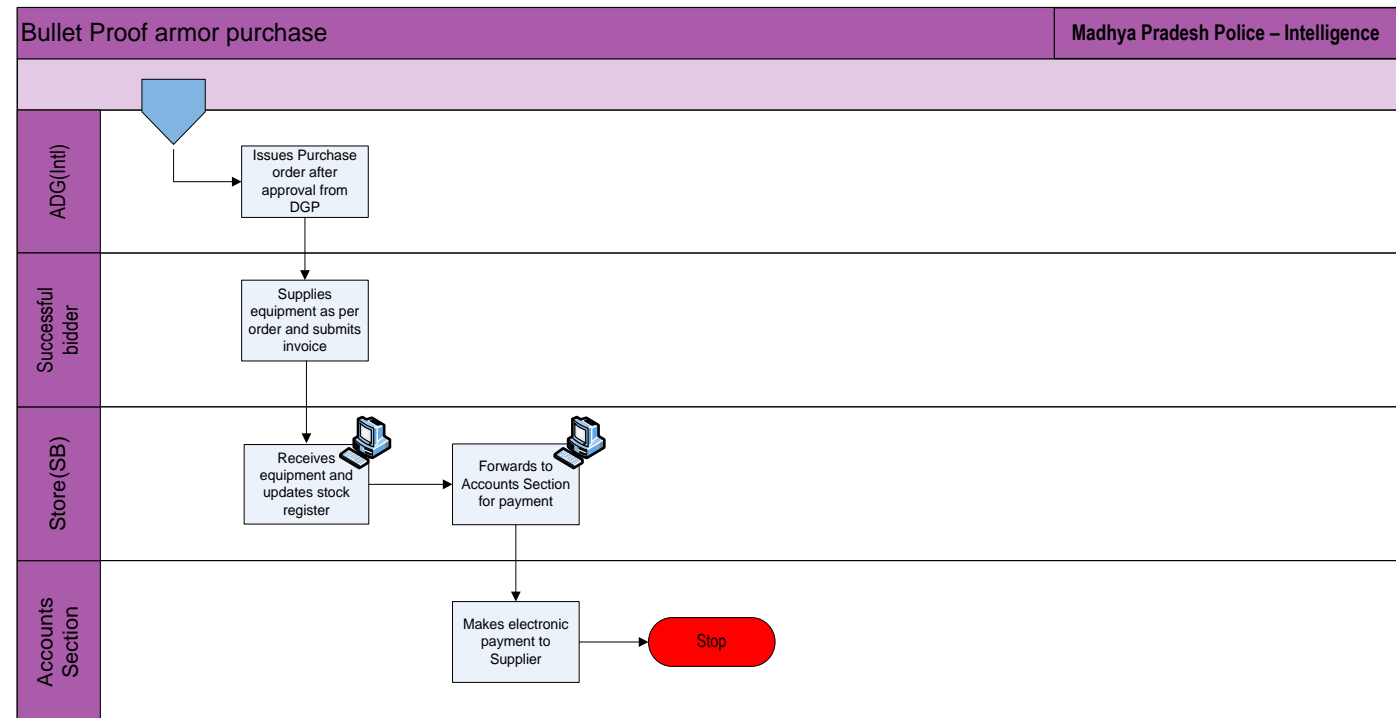 Bullet Proof armor purchase
Madhya Pradesh Police – Intelligence
ADG(Intl)
Issues Purchase
order after
approval from
DGP
Successful
bidder
Supplies
equipment as per
order and submits
invoice
Store(SB)
Receives
equipment and
updates stock
register
Forwards to
Accounts Section
for payment
Accounts
Section
Makes electronic
payment to
Supplier
Stop